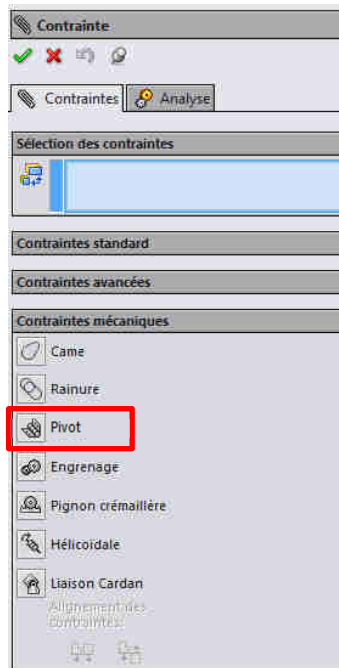 Contrainte
Contraintes
Analyse
Sélection des contraintes
Contraintes standard
Contraintes avancées
Contraintes mécaniques
Came
Rainure
Pivot
Engrenage
Pignon crémaillère
Hélicoïdale
Liaison Cardan
Alignement des
contraintes: